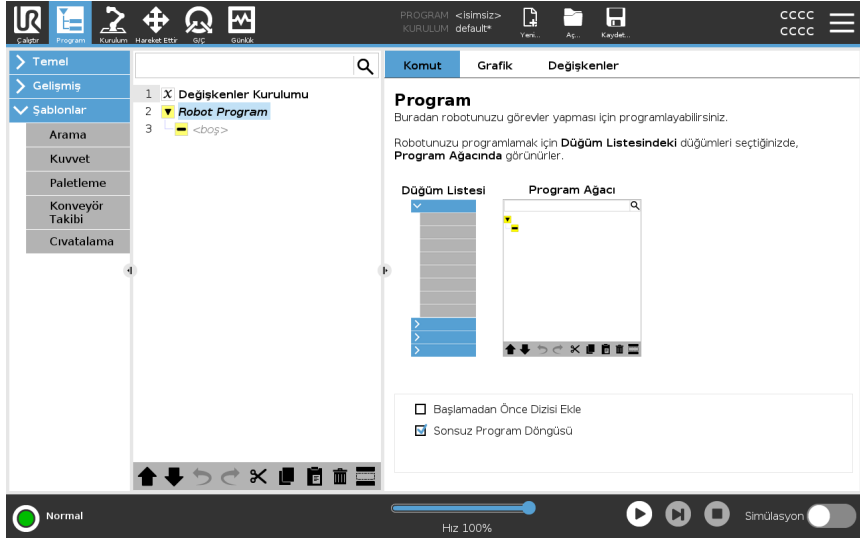 PROGRAM <isimsiz>
KURULUM default*
Yeni...
Aç...
Kaydet...
cccc
cccc
Çalıştır
Program
Kurulum
Hareket Ettir
G/Ç
Günlük
Temel
Gelişmiş
Şablonlar
Arama
Kuvvet
Paletleme
Konveyör
Takibi
Cıvatalama
1 X Değişkenler Kurulumu
2 Robot Program
3 <boş>
Komut
Grafik
Değişkenler
Program
Buradan robotunuzu görevler yapması için programlayabilirsiniz.
Robotunuzu programlamak için Düğüm Listesindeki düğümleri seçtiğinizde,
Program Ağacında görünürler.
Düğüm Listesi
Program Ağacı
Başlamadan Önce Dizisi Ekle
Sonsuz Program Döngüsü
Normal
Hız 100%
Simülasyon